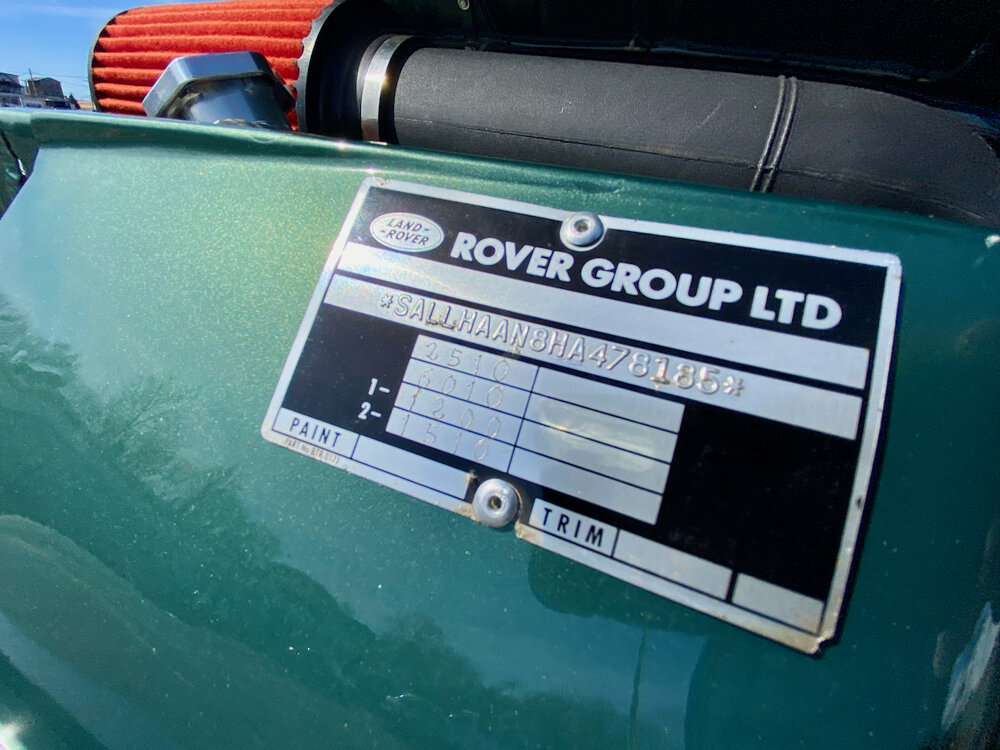 LAND-
-ROVER
ROVER GROUP LTD
*SALLHAAN8HA478185*
2510
6010
1- 1200
2- 1510
PAINT
TRIM